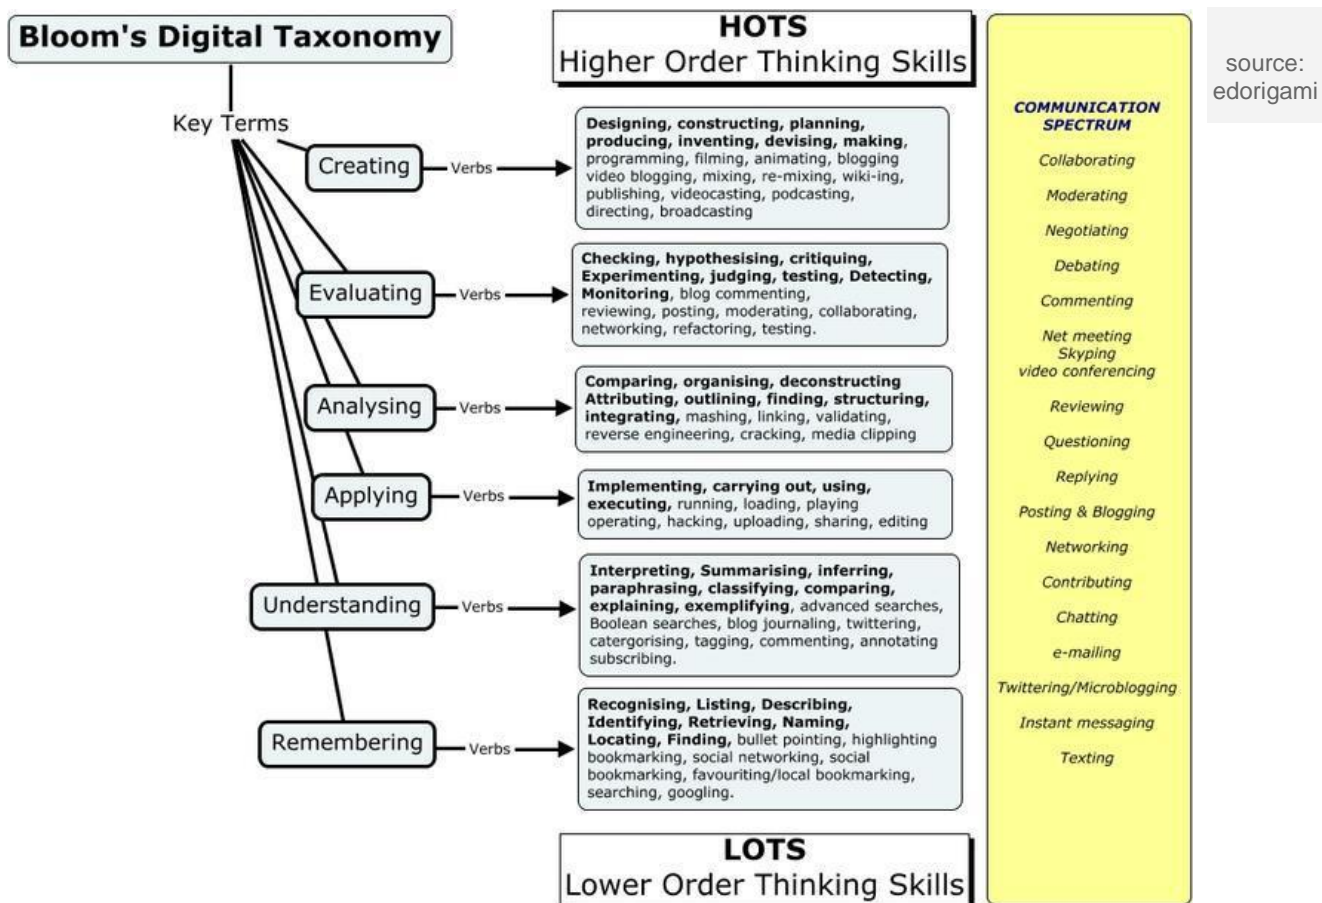 Bloom's Digital Taxonomy
Key Terms
HOTS
Higher Order Thinking Skills
Creating
Verbs
Designing, constructing, planning,
producing, inventing, devising, making,
programming, filming, animating, blogging
video blogging, mixing, re-mixing, wiki-ing,
publishing, videocasting, podcasting,
directing, broadcasting
Evaluating
Verbs
Checking, hypothesising, critiquing,
Experimenting, judging, testing, Detecting,
Monitoring, blog commenting,
reviewing, posting, moderating, collaborating,
networking, refactoring, testing.
Analysing
Verbs
Comparing, organising, deconstructing
Attributing, outlining, finding, structuring,
integrating, mashing, linking, validating,
reverse engineering, cracking, media clipping
Applying
Verbs
Implementing, carrying out, using,
executing, running, loading, playing
operating, hacking, uploading, sharing, editing
Understanding
Verbs
Interpreting, Summarising, inferring,
paraphrasing, classifying, comparing,
explaining, exemplifying, advanced searches,
Boolean searches, blog journaling, twittering,
catergorising, tagging, commenting, annotating
subscribing.
Remembering
Verbs
Recognising, Listing, Describing,
Identifying, Retrieving, Naming,
Locating, Finding, bullet pointing, highlighting
bookmarking, social networking, social
bookmarking, favouriting/local bookmarking,
searching, googling.
LOTS
Lower Order Thinking Skills
COMMUNICATION
SPECTRUM
Collaborating
Moderating
Negotiating
Debating
Commenting
Net meeting
Skyping
video conferencing
Reviewing
Questioning
Replying
Posting & Blogging
Networking
Contributing
Chatting
e-mailing
Twittering/Microblogging
Instant messaging
Texting
source:
edorigami